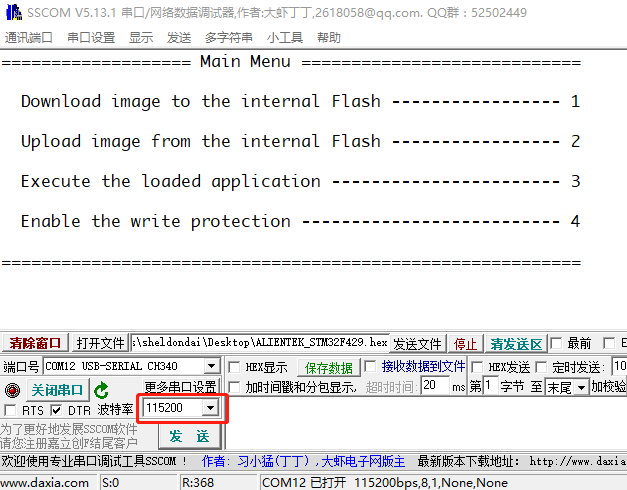 SSCOM V5.13.1 串口/网络数据调试器,作者:大虾丁丁,2618058@qq.com. QQ群：52502449
通讯端口 串口设置 显示 发送 多字符串 小工具 帮助
=================== Main Menu ============================
Download image to the internal Flash ----------------- 1
Upload image from the internal Flash ----------------- 2
Execute the loaded application ----------------------- 3
Enable the write protection -------------------------- 4
==========================================================
清除窗口 打开文件 :\sheldondai\Desktop\ALIENTEK_STM32F429.hex 发送文件 停止 清发送区 最前 E
端口号 COM12 USB-SERIAL CH340 HEX显示 保存数据 接收数据到文件 HEX发送 定时发送: 10
关闭串口 更多串口设置 加时间戳和分包显示, 超时时间: 20 ms 第1 字节 至 末尾 加校验
RTS DTR 波特率 115200
为了更好地发展SSCOM软件
请您注册嘉立创F结尾客户
发 送
欢迎使用专业串口调试工具SSCOM ! 作者: 习小猛(丁丁) ,大虾电子网版主 最新版本下载地址: http://www.daxia
www.daxia.com S:0 R:368 COM12 已打开 115200bps,8,1,None,None